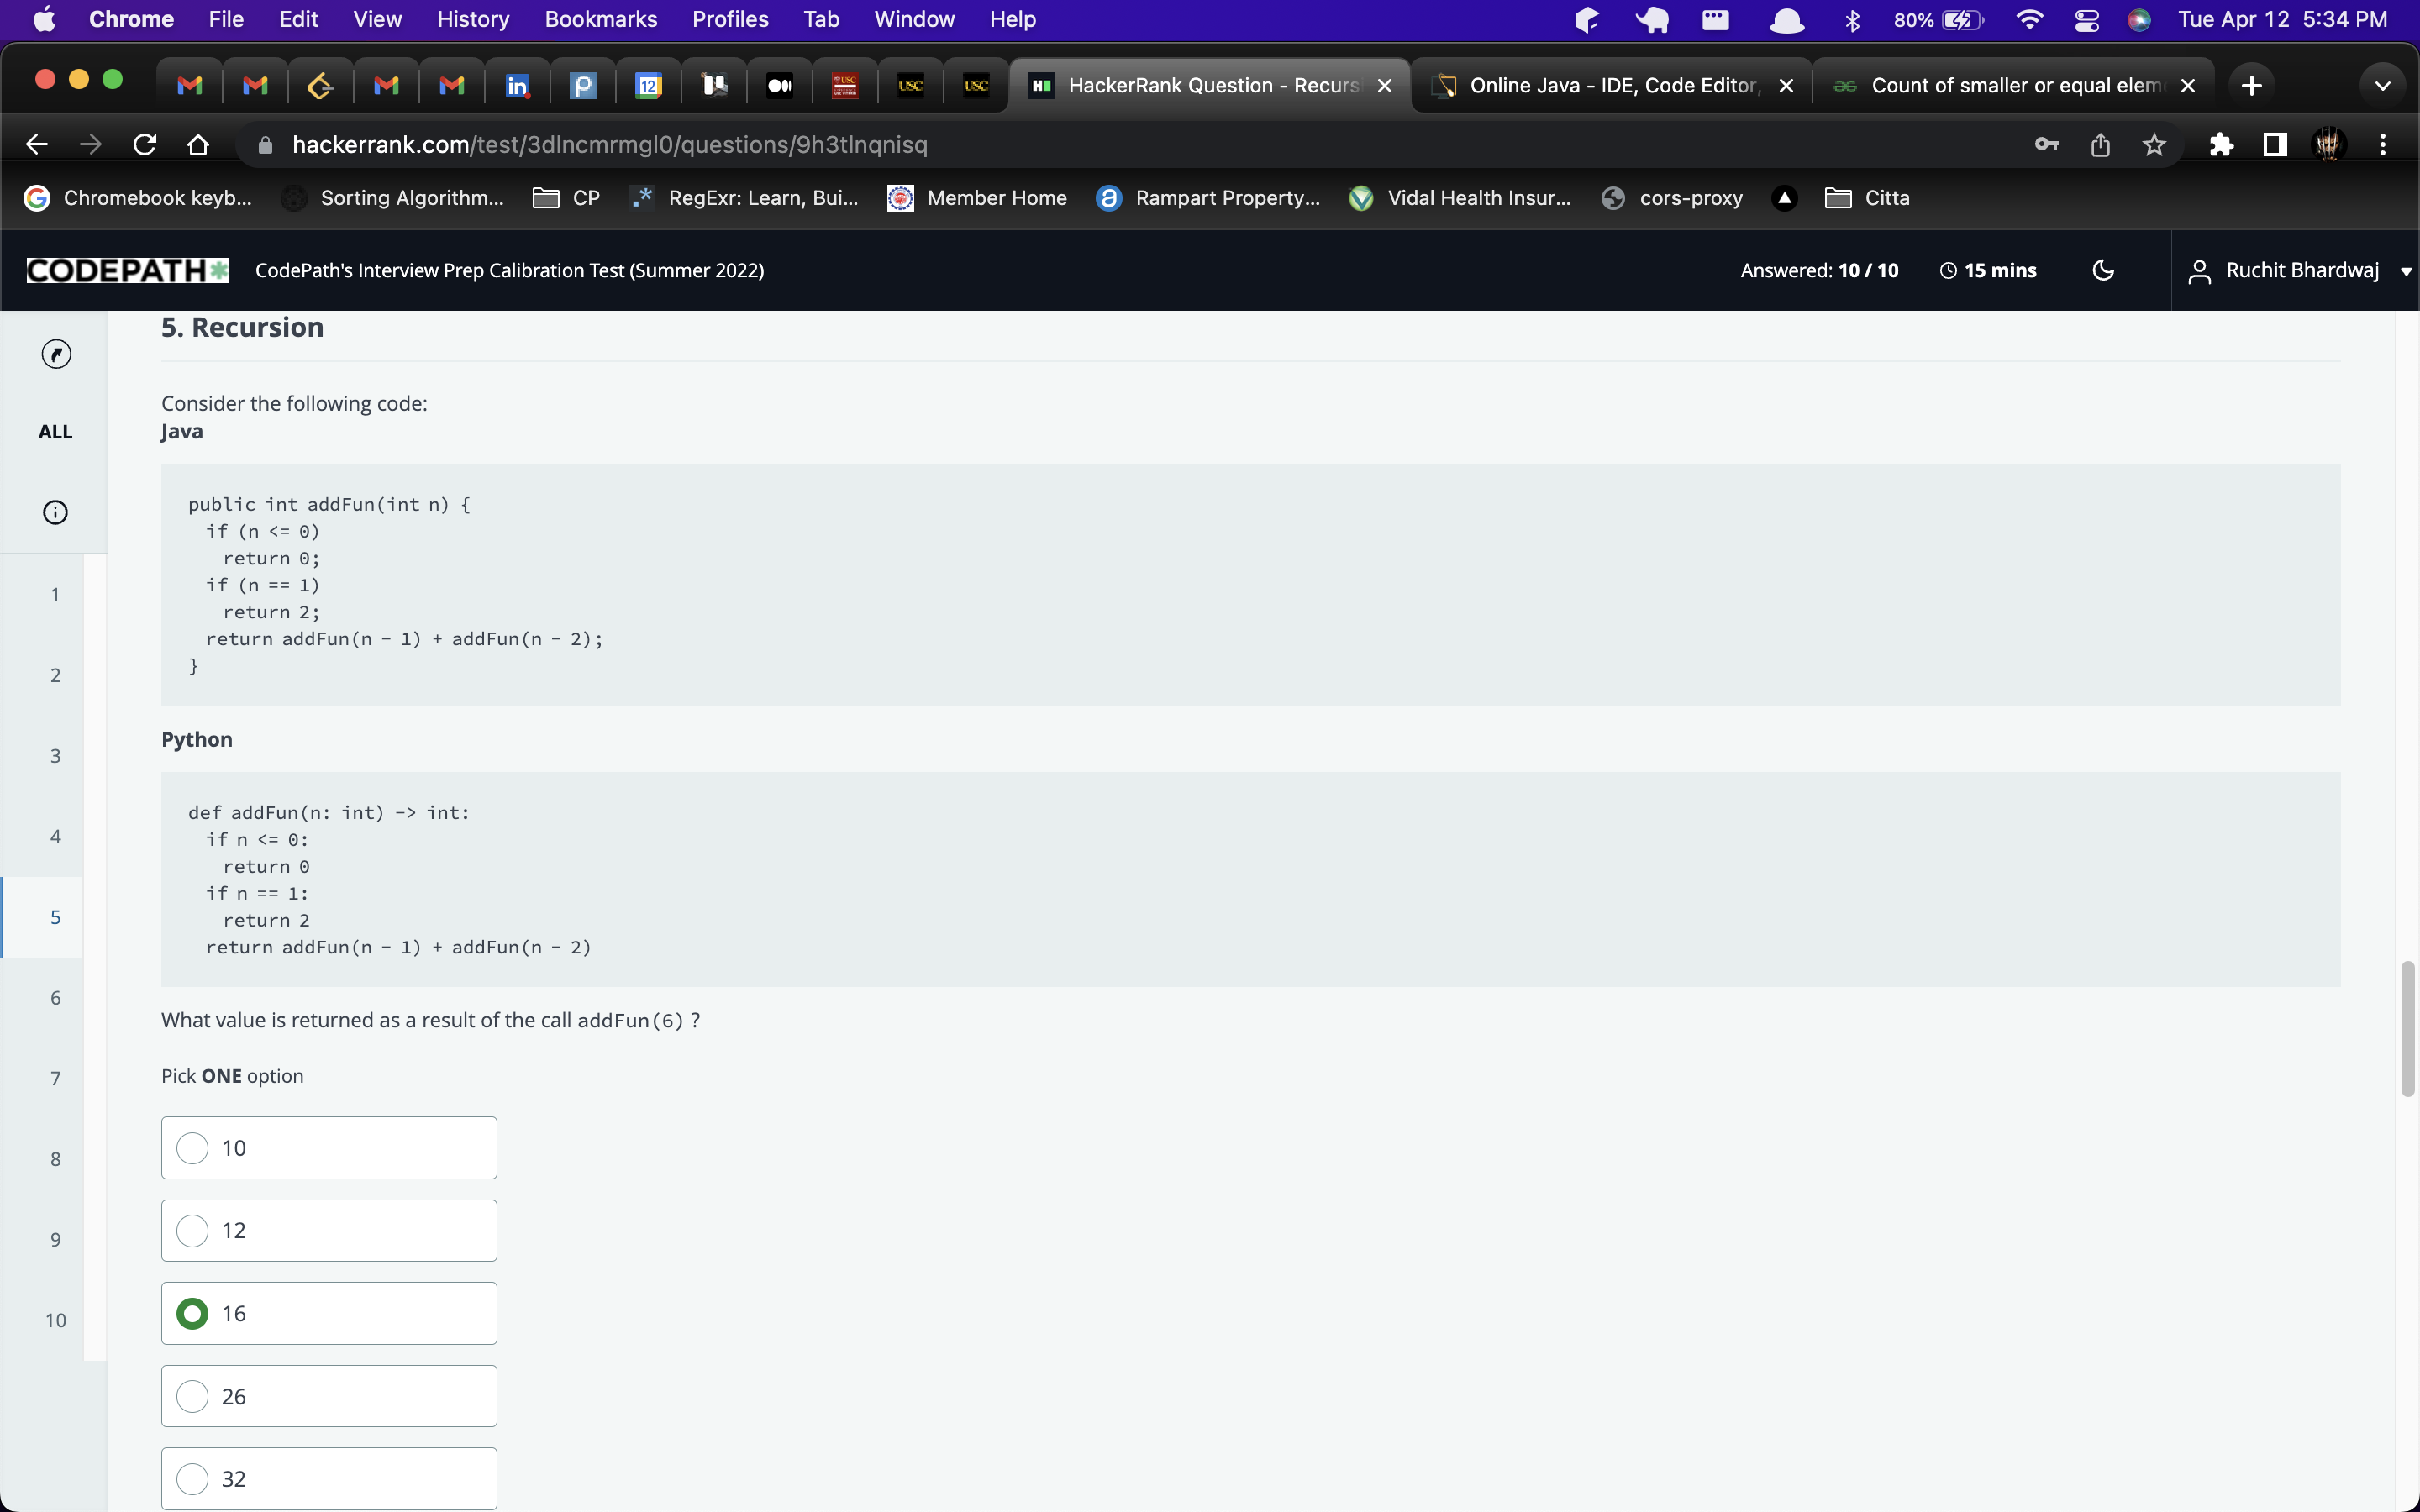 Chrome File Edit View History Bookmarks Profiles Tab Window Help 80% Tue Apr 12 5:34 PM
HackerRank Question - Recurs Online Java - IDE, Code Editor, Count of smaller or equal elem
hackerrank.com/test/3dlncmrmgl0/questions/9h3tlnqnisq
Chromebook keyb... Sorting Algorithm... CP RegExr: Learn, Bui... Member Home Rampart Property... Vidal Health Insur... cors-proxy Citta
CODEPATH* CodePath's Interview Prep Calibration Test (Summer 2022) Answered: 10 / 10 15 mins Ruchit Bhardwaj
ALL
1
2
3
4
5
6
7
8
9
10
5. Recursion
Consider the following code:
Java
public int addFun(int n) {
  if (n <= 0)
    return 0;
  if (n == 1)
    return 2;
  return addFun(n - 1) + addFun(n - 2);
}
Python
def addFun(n: int) -> int:
  if n <= 0:
    return 0
  if n == 1:
    return 2
  return addFun(n - 1) + addFun(n - 2)
What value is returned as a result of the call addFun(6) ?
Pick ONE option
10
12
16
26
32